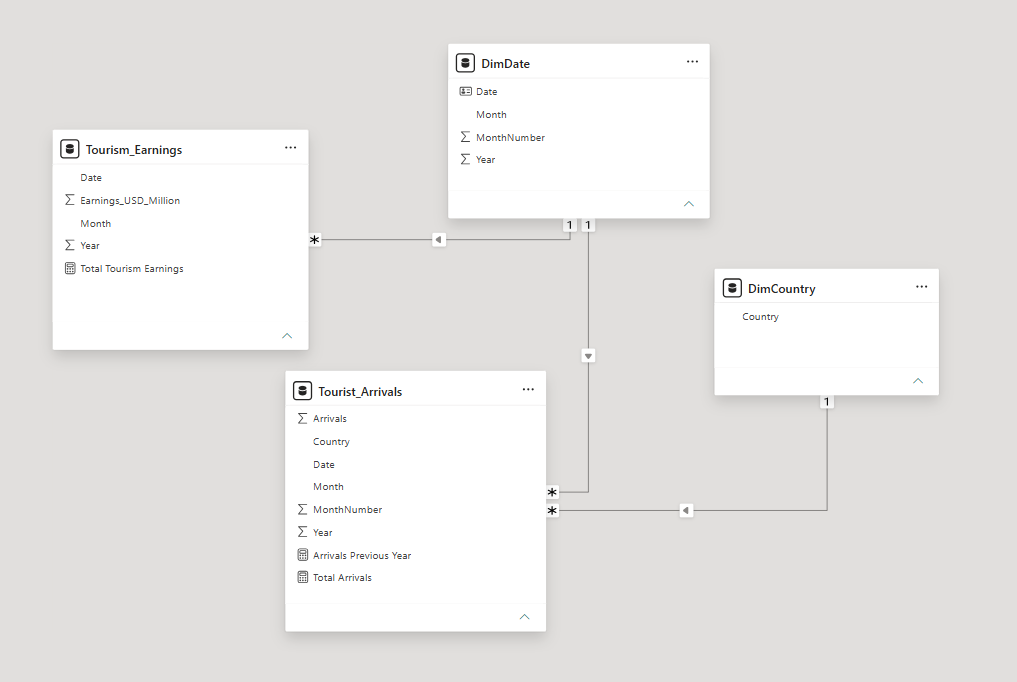 DimDate
Date
Month
MonthNumber
Year
1 1
Tourism_Earnings
Date
Earnings_USD_Million
Month
Year
Total Tourism Earnings
*
DimCountry
Country
1
Tourist_Arrivals
Arrivals
Country
Date
Month
MonthNumber
Year
Arrivals Previous Year
Total Arrivals
*
*